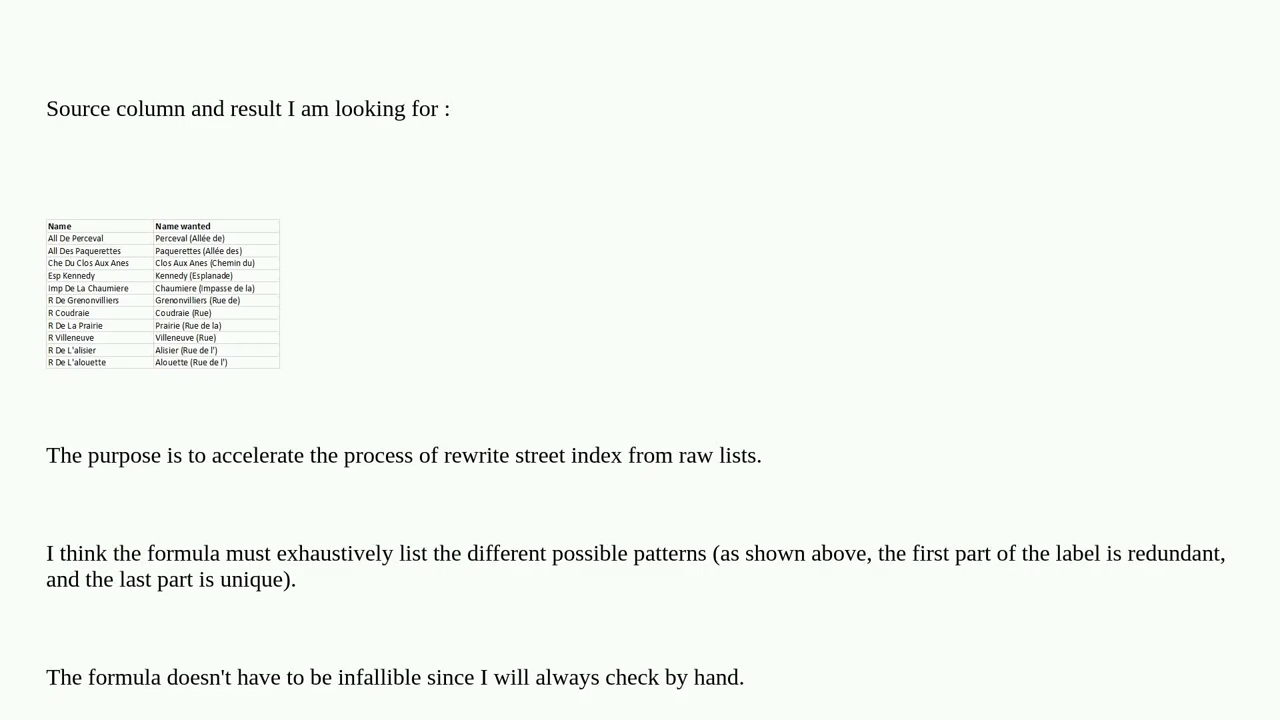 Source column and result I am looking for :
Name Name wanted
All De Perceval Perceval (Allée de)
All Des Paquerettes Paquerettes (Allée des)
Che Du Clos Aux Anes Clos Aux Anes (Chemin du)
Esp Kennedy Kennedy (Esplanade)
Imp De La Chaumiere Chaumiere (Impasse de la)
R De Grenonvilliers Grenonvilliers (Rue de)
R Coudraie Coudraie (Rue)
R De La Prairie Prairie (Rue de la)
R Villeneuve Villeneuve (Rue)
R De L'alisier Alisier (Rue de l')
R De L'alouette Alouette (Rue de l')
The purpose is to accelerate the process of rewrite street index from raw lists.
I think the formula must exhaustively list the different possible patterns (as shown above, the first part of the label is redundant,
and the last part is unique).
The formula doesn't have to be infallible since I will always check by hand.